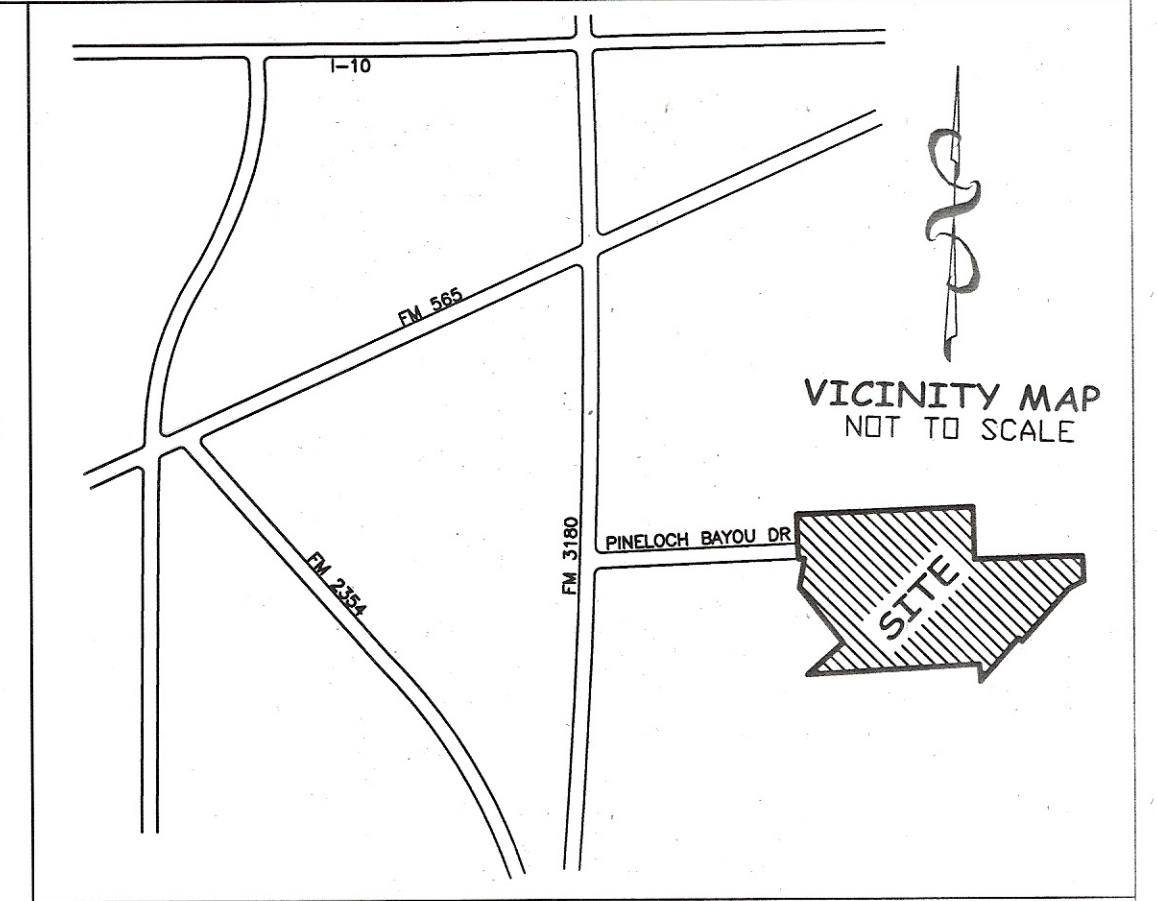 I-10
FM 565
VICINITY MAP
NOT TO SCALE
FM 3180
PINELOCH BAYOU DR
FM 2354
SITE